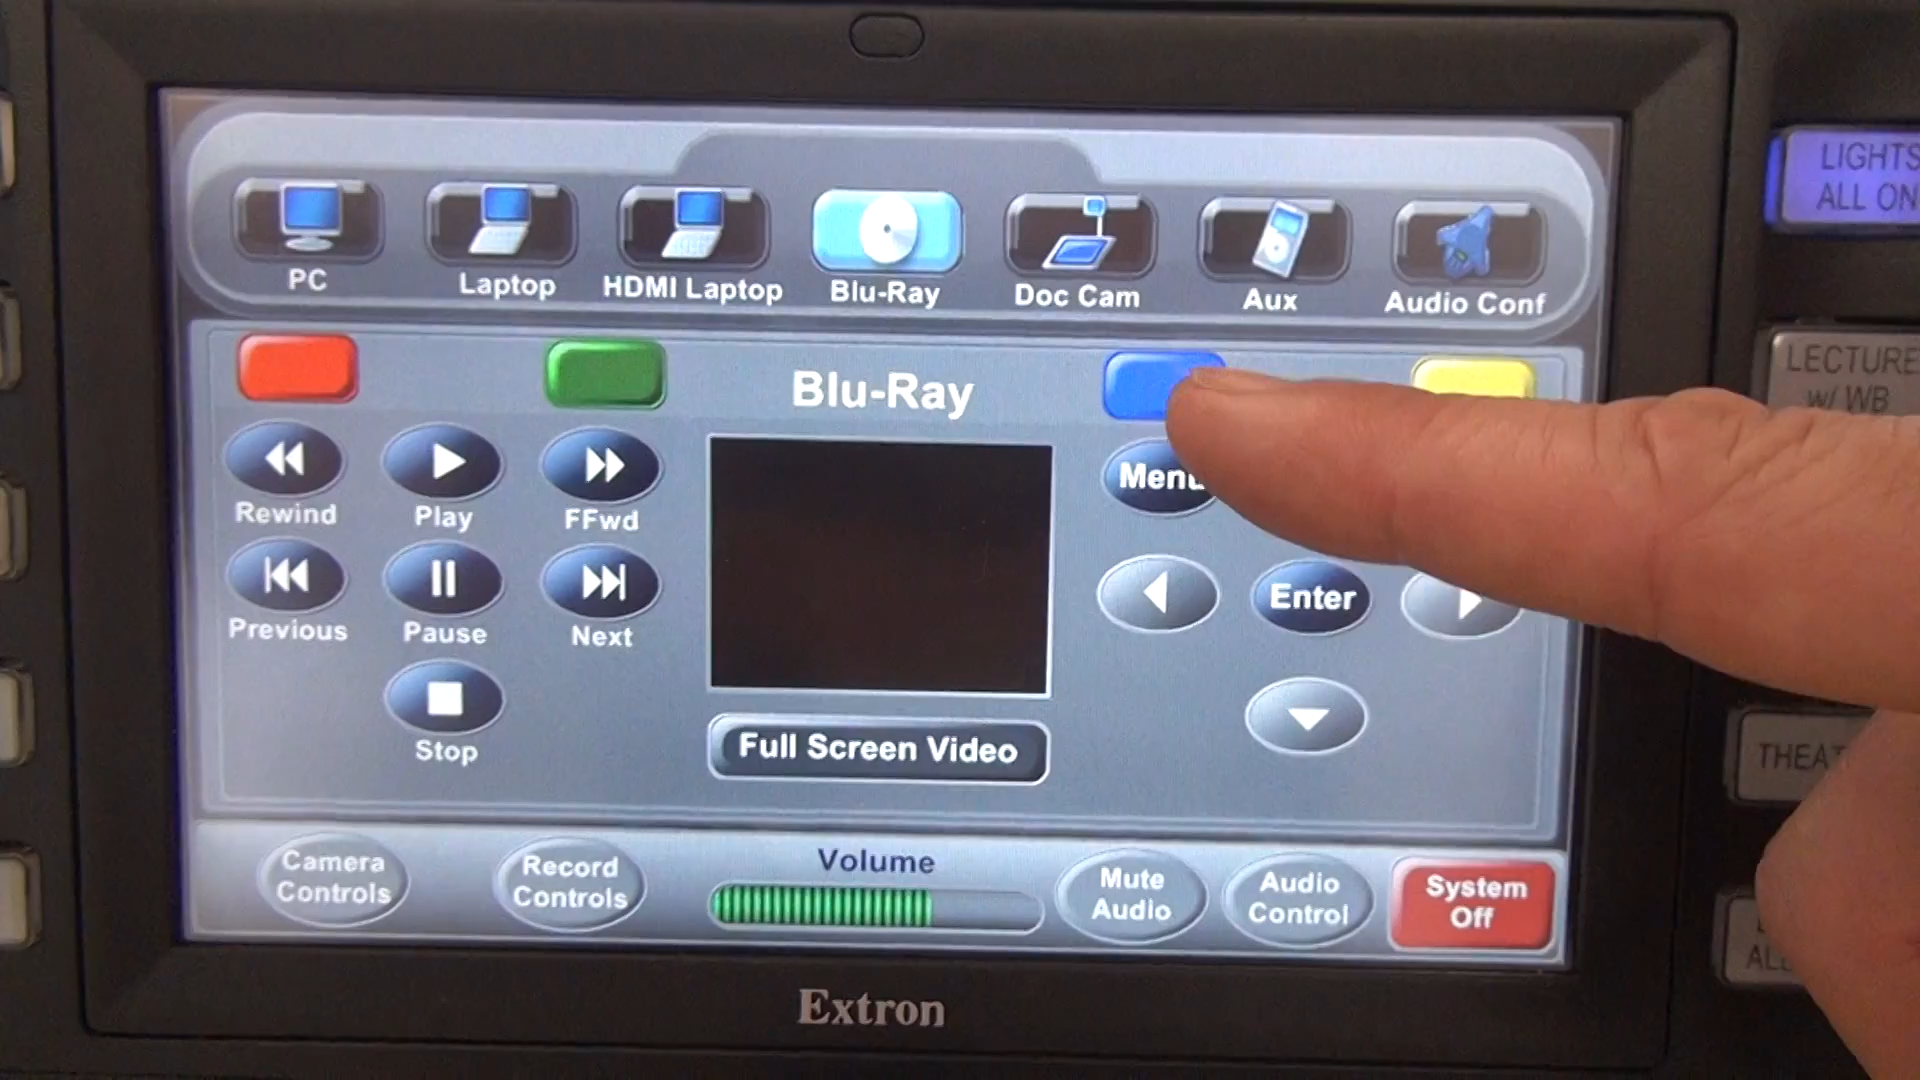 PC
Laptop
HDMI Laptop
Blu-Ray
Doc Cam
Aux
Audio Conf
Blu-Ray
Rewind
Play
FFwd
Previous
Pause
Next
Stop
Menu
Enter
Full Screen Video
Camera
Controls
Record
Controls
Volume
Mute
Audio
Audio
Control
System
Off
Extron
LIGHTS
ALL ON
LECTURE
w/ WB
THEAT
ALL